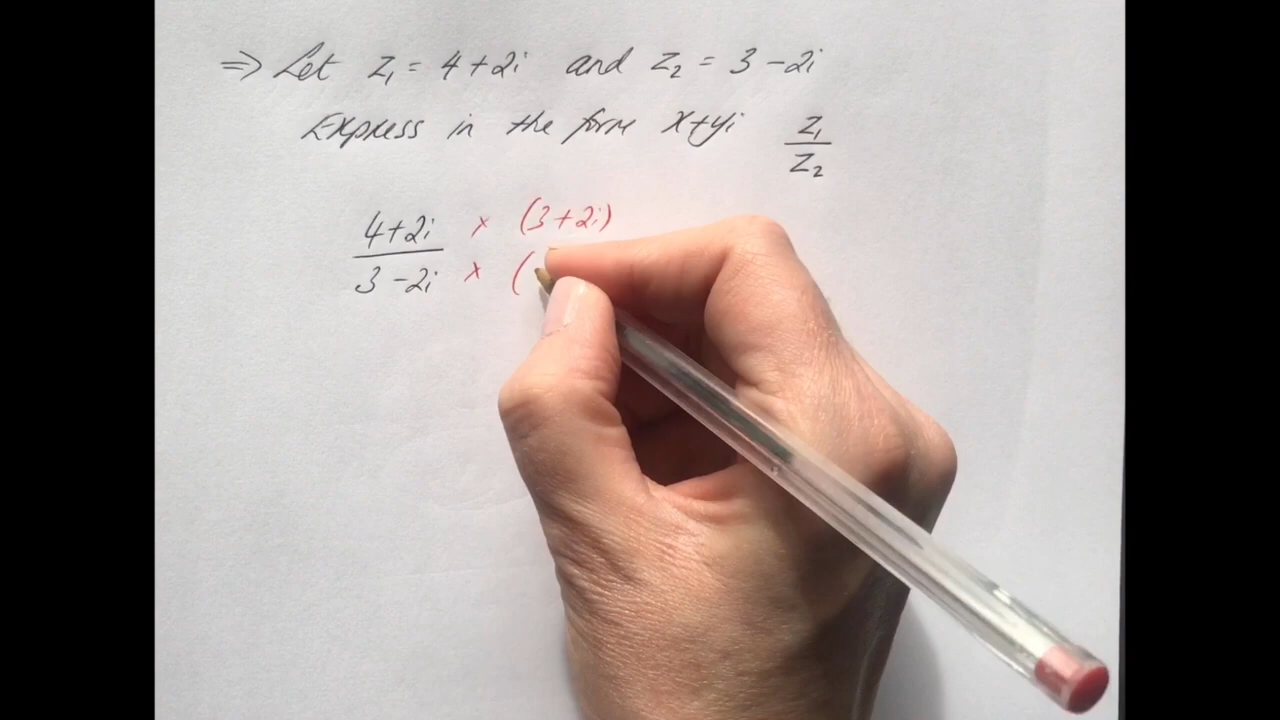 ⇒ Let z₁ = 4 + 2i and z₂ = 3 - 2i
Express in the form x+yi z₁/z₂
4+2i × (3+2i)
3-2i × (